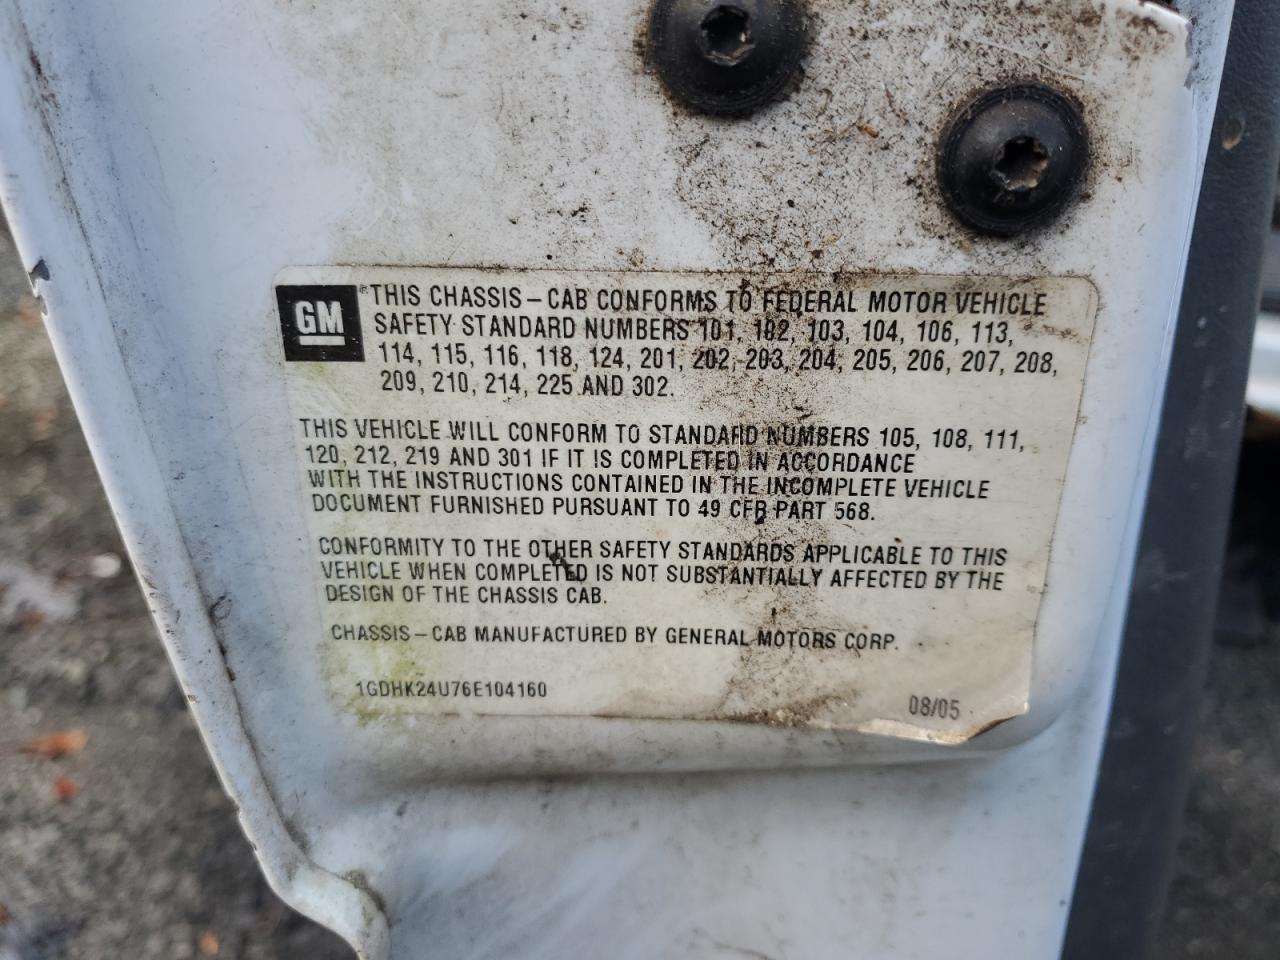 GM
® THIS CHASSIS-CAB CONFORMS TO FEDERAL MOTOR VEHICLE
SAFETY STANDARD NUMBERS 101, 102, 103, 104, 106, 113,
114, 115, 116, 118, 124, 201, 202, 203, 204, 205, 206, 207, 208,
209, 210, 214, 225 AND 302.
THIS VEHICLE WILL CONFORM TO STANDARD NUMBERS 105, 108, 111,
120, 212, 219 AND 301 IF IT IS COMPLETED IN ACCORDANCE
WITH THE INSTRUCTIONS CONTAINED IN THE INCOMPLETE VEHICLE
DOCUMENT FURNISHED PURSUANT TO 49 CFR PART 568.
CONFORMITY TO THE OTHER SAFETY STANDARDS APPLICABLE TO THIS
VEHICLE WHEN COMPLETED IS NOT SUBSTANTIALLY AFFECTED BY THE
DESIGN OF THE CHASSIS CAB.
CHASSIS-CAB MANUFACTURED BY GENERAL MOTORS CORP.
1GDHK24U76E104160
08/05